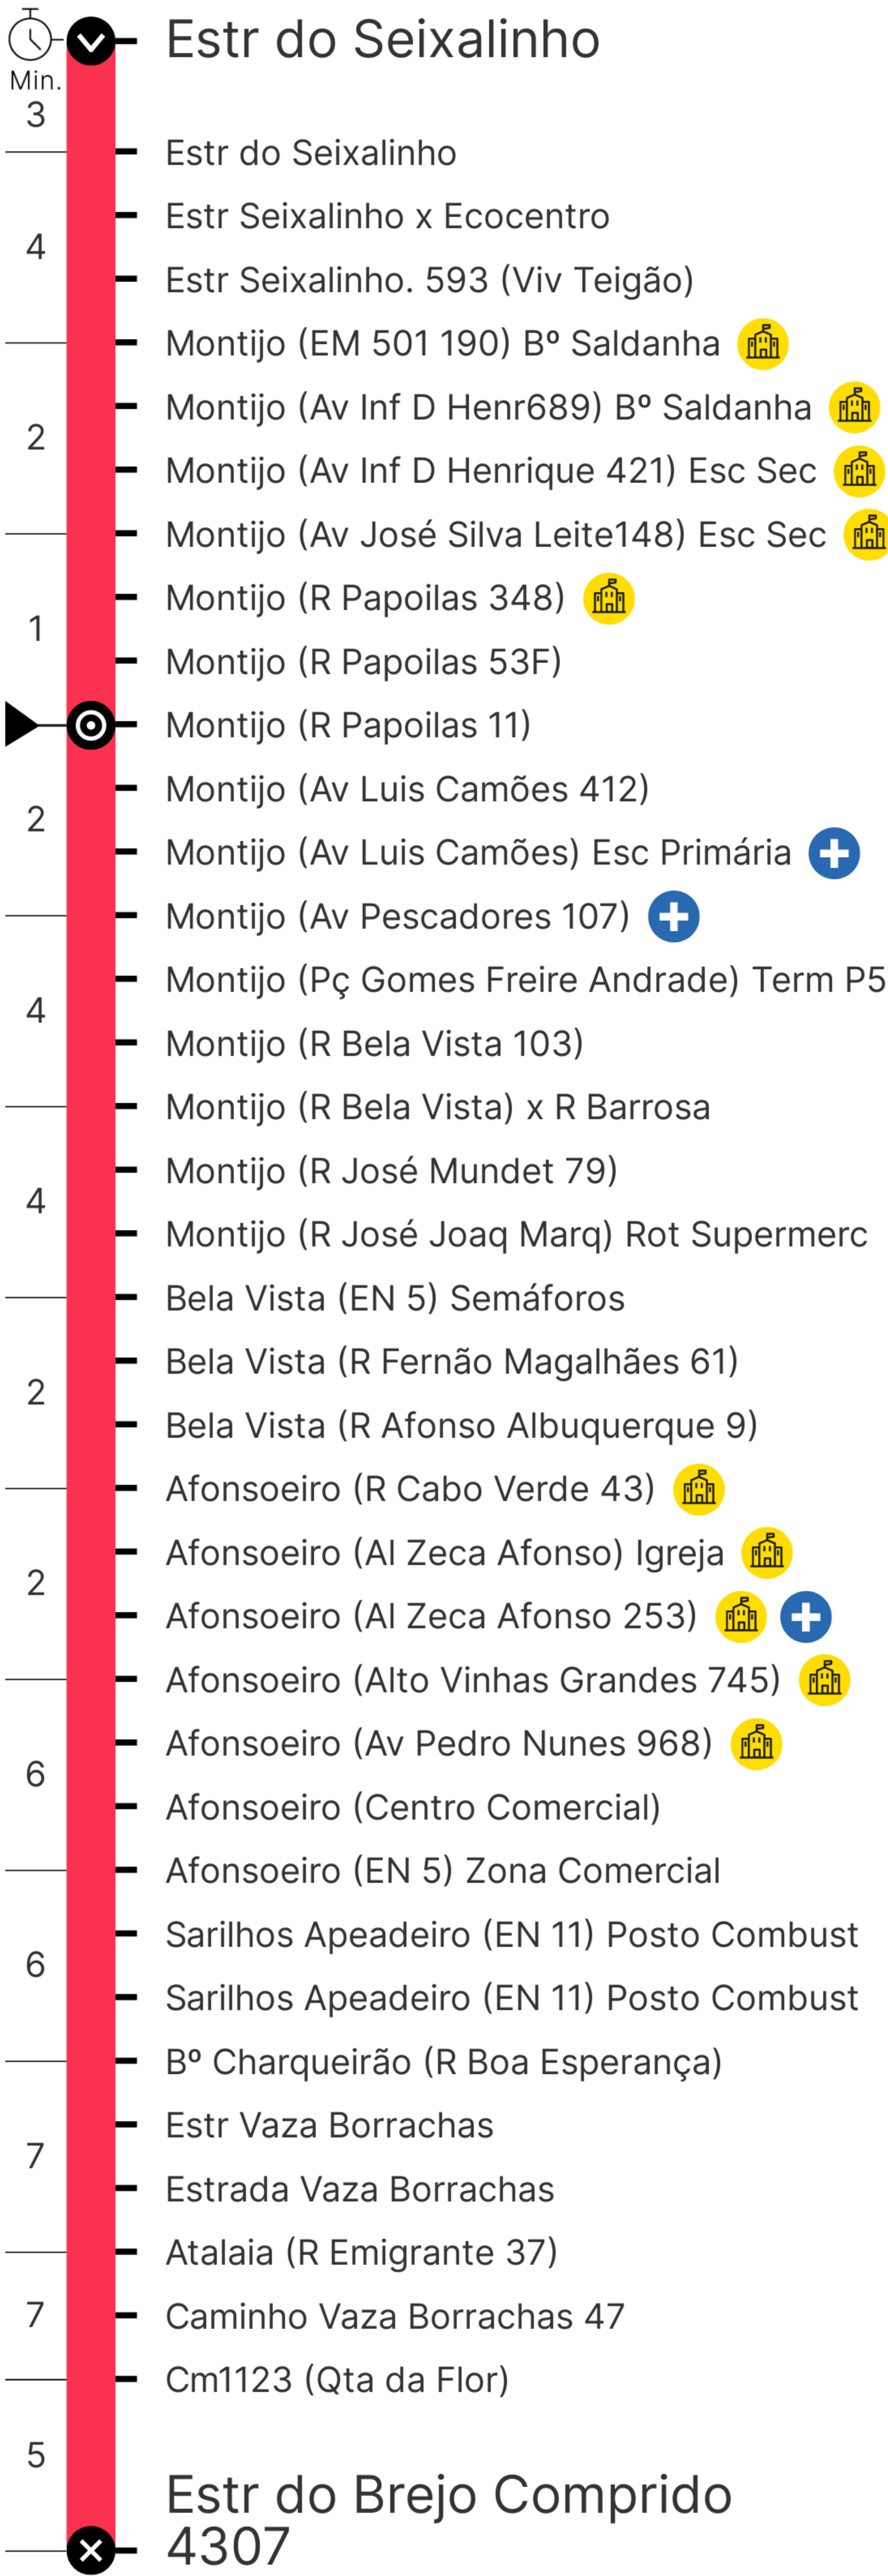 Estr do Seixalinho
Min.
3
Estr do Seixalinho
Estr Seixalinho x Ecocentro
4
Estr Seixalinho. 593 (Viv Teigão)
Montijo (EM 501 190) Bº Saldanha
Montijo (Av Inf D Henr689) Bº Saldanha
2
Montijo (Av Inf D Henrique 421) Esc Sec
Montijo (Av José Silva Leite148) Esc Sec
Montijo (R Papoilas 348)
1
Montijo (R Papoilas 53F)
Montijo (R Papoilas 11)
Montijo (Av Luis Camões 412)
2
Montijo (Av Luis Camões) Esc Primária
Montijo (Av Pescadores 107)
Montijo (Pç Gomes Freire Andrade) Term P5
4
Montijo (R Bela Vista 103)
Montijo (R Bela Vista) x R Barrosa
Montijo (R José Mundet 79)
4
Montijo (R José Joaq Marq) Rot Supermerc
Bela Vista (EN 5) Semáforos
Bela Vista (R Fernão Magalhães 61)
2
Bela Vista (R Afonso Albuquerque 9)
Afonsoeiro (R Cabo Verde 43)
Afonsoeiro (Al Zeca Afonso) Igreja
2
Afonsoeiro (Al Zeca Afonso 253)
Afonsoeiro (Alto Vinhas Grandes 745)
Afonsoeiro (Av Pedro Nunes 968)
6
Afonsoeiro (Centro Comercial)
Afonsoeiro (EN 5) Zona Comercial
Sarilhos Apeadeiro (EN 11) Posto Combust
6
Sarilhos Apeadeiro (EN 11) Posto Combust
Bº Charqueirão (R Boa Esperança)
Estr Vaza Borrachas
7
Estrada Vaza Borrachas
Atalaia (R Emigrante 37)
7
Caminho Vaza Borrachas 47
Cm1123 (Qta da Flor)
5
Estr do Brejo Comprido
4307